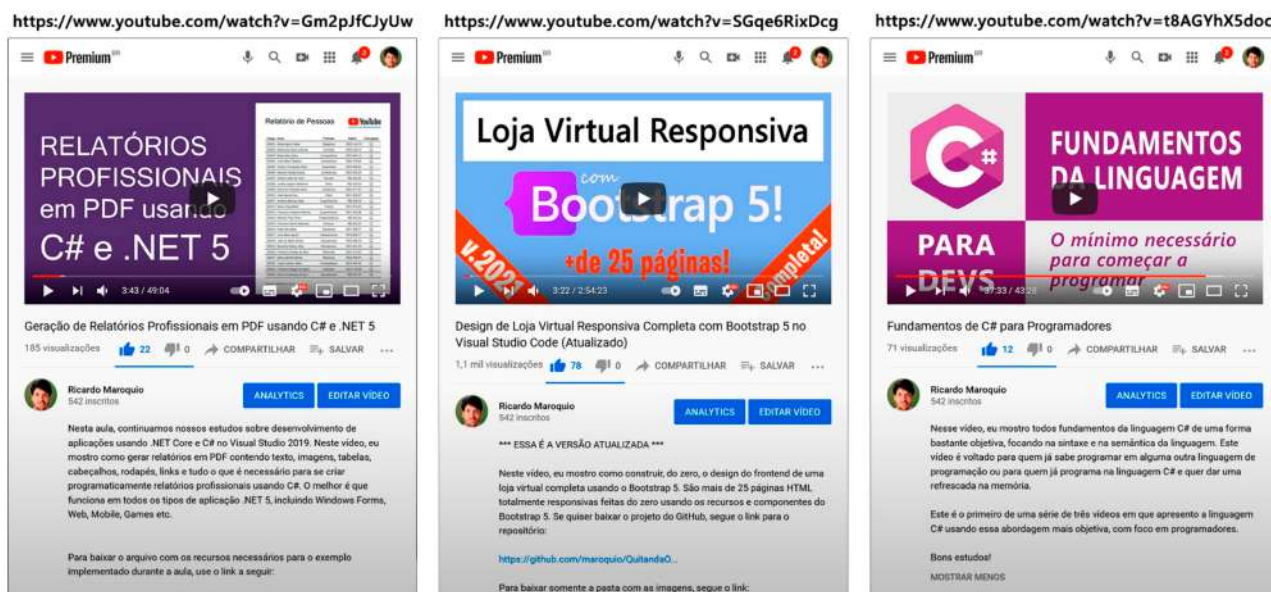 https://www.youtube.com/watch?v=Gm2pJfCJyUw
Premium BR
2
RELATÓRIOS
PROFISSIONAIS
em PDF usando
C# e .NET 5
Relatório de Pessoas
YouTube
3:43 / 49:04
Geração de Relatórios Profissionais em PDF usando C# e .NET 5
185 visualizações
22
0
COMPARTILHAR
SALVAR
Ricardo Maroquio
542 inscritos
ANALYTICS
EDITAR VÍDEO
Nesta aula, continuamos nossos estudos sobre desenvolvimento de
aplicações usando .NET Core e C# no Visual Studio 2019. Neste vídeo, eu
mostro como gerar relatórios em PDF contendo texto, imagens, tabelas,
cabeçalhos, rodapés, links e tudo o que é necessário para se criar
programaticamente relatórios profissionais usando C#. O melhor é que
funciona em todos os tipos de aplicação .NET 5, incluindo Windows Forms,
Web, Mobile, Games etc.
Para baixar o arquivo com os recursos necessários para o exemplo
implementado durante a aula, use o link a seguir:
https://www.youtube.com/watch?v=SGqe6RixDcg
Premium BR
2
Loja Virtual Responsiva
com
Bootstrap 5!
v.2021
+de 25 páginas!
Completa!
3:22 / 2:54:23
Design de Loja Virtual Responsiva Completa com Bootstrap 5 no
Visual Studio Code (Atualizado)
1,1 mil visualizações
78
0
COMPARTILHAR
SALVAR
Ricardo Maroquio
542 inscritos
ANALYTICS
EDITAR VÍDEO
*** ESSA É A VERSÃO ATUALIZADA ***
Neste vídeo, eu mostro como construir, do zero, o design do frontend de uma
loja virtual completa usando o Bootstrap 5. São mais de 25 páginas HTML
totalmente responsivas feitas do zero usando os recursos e componentes do
Bootstrap 5. Se quiser baixar o projeto do GitHub, segue o link para o
repositório:
https://github.com/maroquio/QuitandaO...
Para baixar somente a pasta com as imagens, segue o link:
https://www.youtube.com/watch?v=t8AGYhX5doc
Premium BR
2
C#
FUNDAMENTOS
DA LINGUAGEM
PARA
DEVS
O mínimo necessário
para começar a
programar
37:33 / 43:28
Fundamentos de C# para Programadores
71 visualizações
12
0
COMPARTILHAR
SALVAR
Ricardo Maroquio
542 inscritos
ANALYTICS
EDITAR VÍDEO
Nesse vídeo, eu mostro todos fundamentos da linguagem C# de uma forma
bastante objetiva, focando na sintaxe e na semântica da linguagem. Este
vídeo é voltado para quem já sabe programar em alguma outra linguagem de
programação ou para quem já programa na linguagem C# e quer dar uma
refrescada na memória.
Este é o primeiro de uma série de três vídeos em que apresento a linguagem
C# usando essa abordagem mais objetiva, com foco em programadores.
Bons estudos!
MOSTRAR MENOS